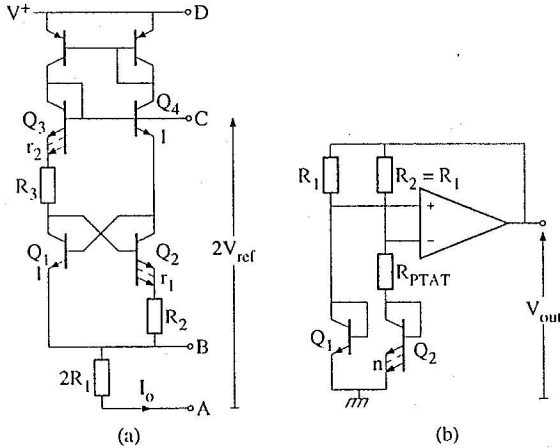 V⁺ D
Q₃ Q₄ C
r₂ 1
R₃
Q₁ Q₂
1 r₁
R₂
B
2R₁ I₀ A
2Vref
(a)
R₁ R₂ = R₁
+
−
RPTAT
Q₁ Q₂
n
Vout
(b)